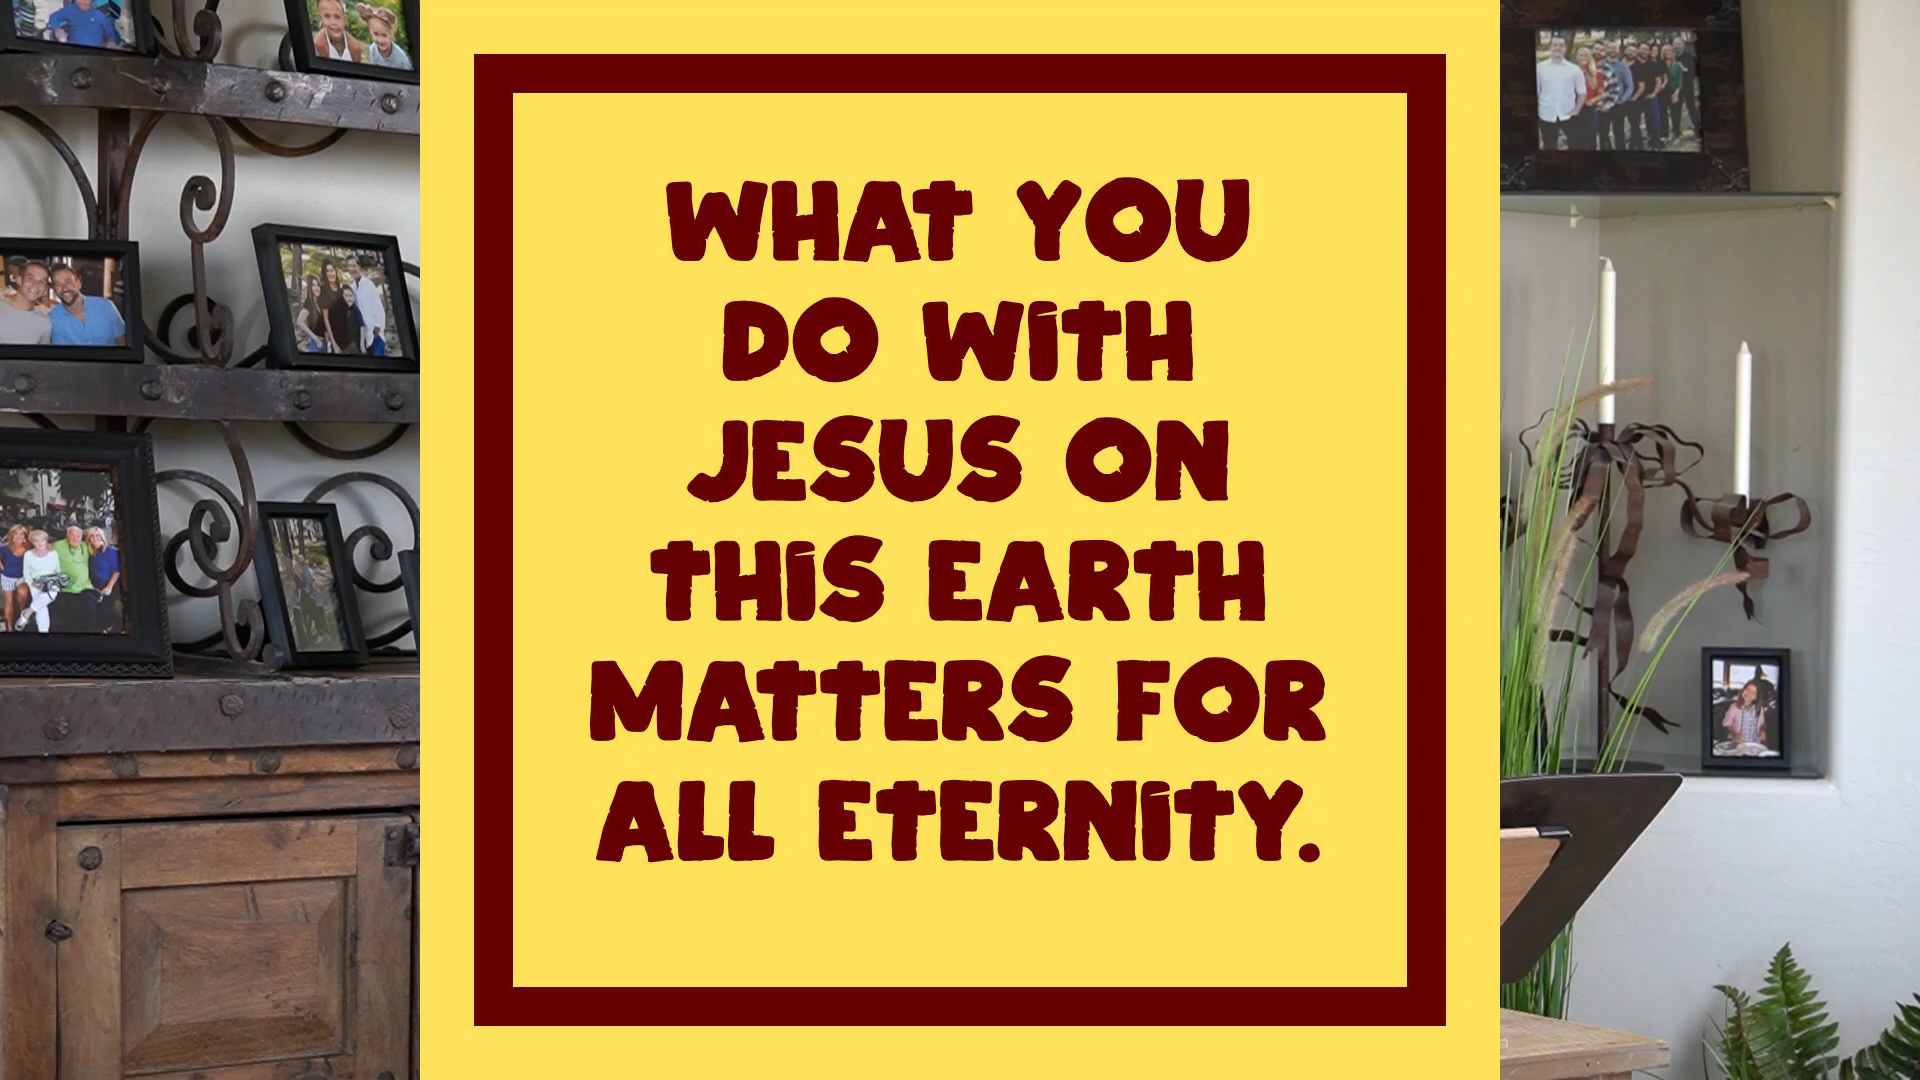 WHAT YOU
DO WITH
JESUS ON
THIS EARTH
MATTERS FOR
ALL ETERNITY.